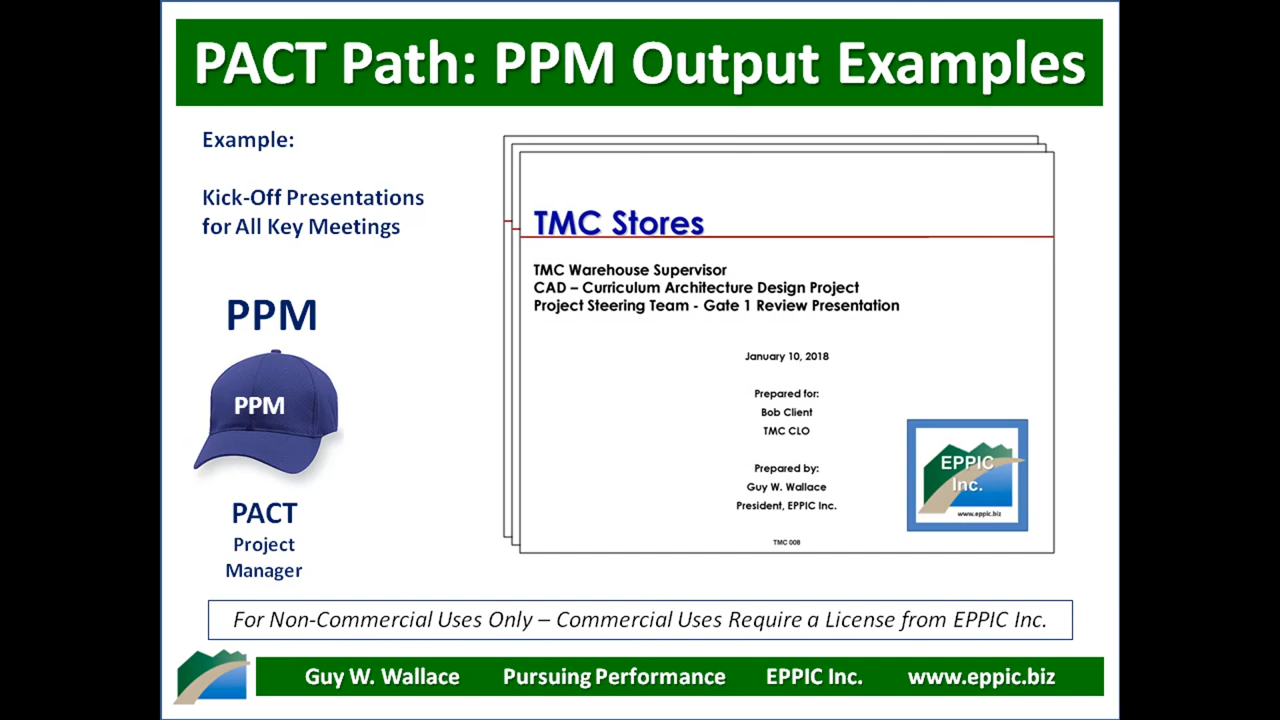 PACT Path: PPM Output Examples
Example:
Kick-Off Presentations
for All Key Meetings
PPM
PPM
PACT
Project
Manager
TMC Stores
TMC Warehouse Supervisor
CAD – Curriculum Architecture Design Project
Project Steering Team - Gate 1 Review Presentation
January 10, 2018
Prepared for:
Bob Client
TMC CLO
Prepared by:
Guy W. Wallace
President, EPPIC Inc.
TMC 008
EPPIC
Inc.
www.eppic.biz
For Non-Commercial Uses Only – Commercial Uses Require a License from EPPIC Inc.
Guy W. Wallace Pursuing Performance EPPIC Inc. www.eppic.biz